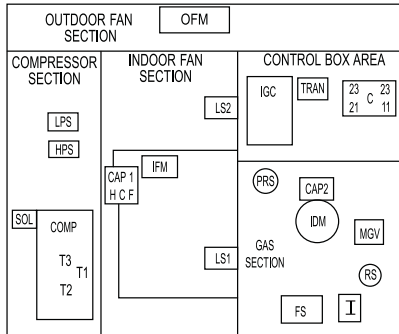 OUTDOOR FAN
SECTION
OFM
COMPRESSOR
SECTION
LPS
HPS
SOL
COMP
T3
T1
T2
INDOOR FAN
SECTION
LS2
IFM
CAP 1
H C F
LS1
CONTROL BOX AREA
IGC
TRAN
23 23
C
21 11
PRS
CAP2
IDM
MGV
GAS
SECTION
RS
FS
I